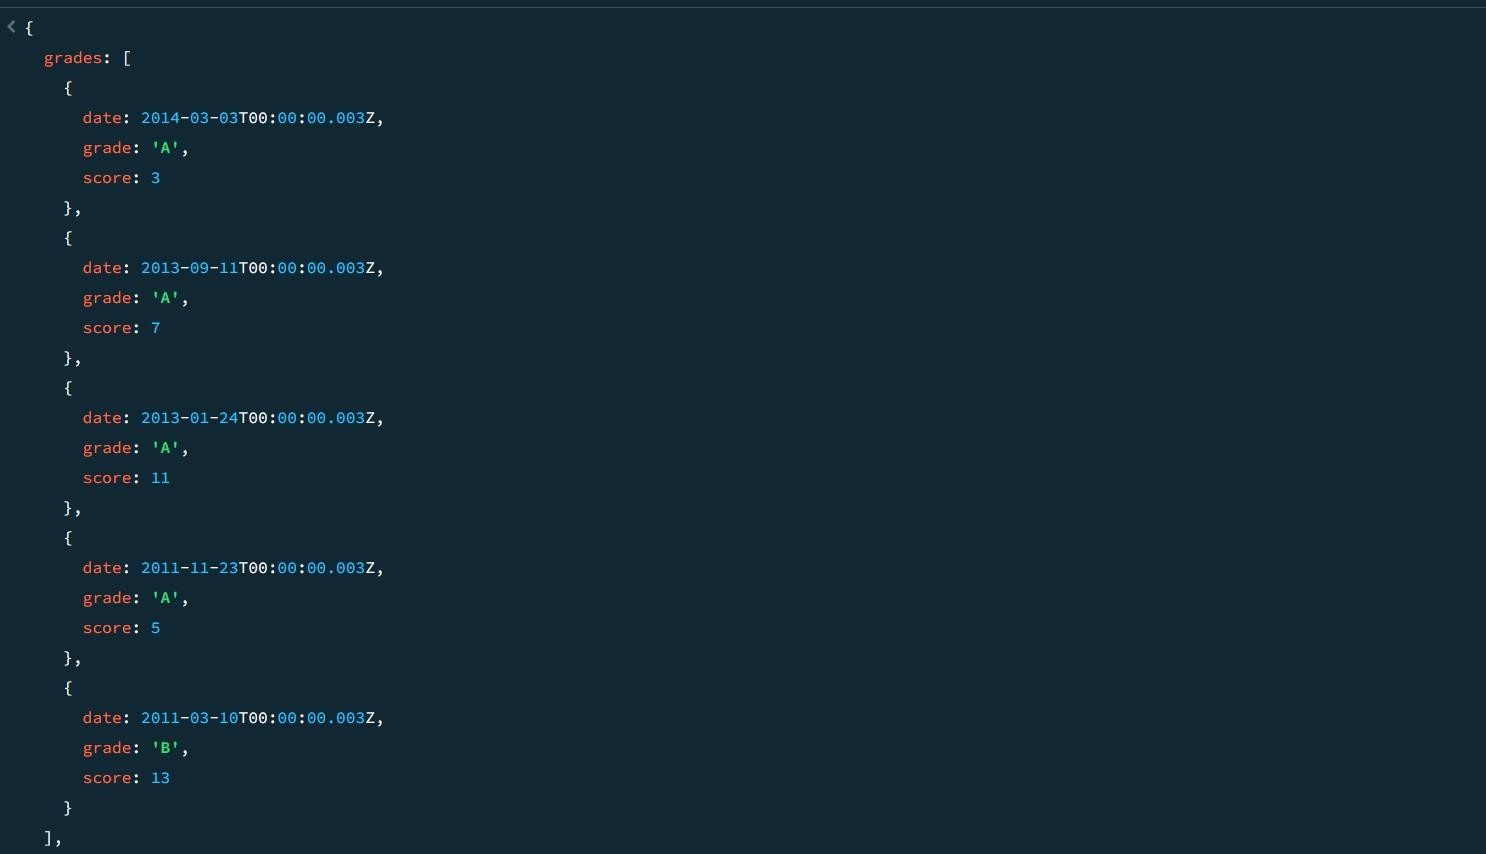 {
grades: [
{
date: 2014-03-03T00:00:00.003Z,
grade: 'A',
score: 3
},
{
date: 2013-09-11T00:00:00.003Z,
grade: 'A',
score: 7
},
{
date: 2013-01-24T00:00:00.003Z,
grade: 'A',
score: 11
},
{
date: 2011-11-23T00:00:00.003Z,
grade: 'A',
score: 5
},
{
date: 2011-03-10T00:00:00.003Z,
grade: 'B',
score: 13
}
],